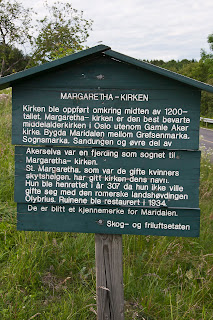 MARGARETHA-KIRKEN
Kirken ble oppført omkring midten av 1200-
tallet. Margaretha-kirken er den best bevarte
middelalderkirken i Oslo utenom Gamle Aker
kirke. Bygda Maridalen mellom Grefsenmarka,
Sognsmarka, Sandungen og øvre del av
Akerselva var en fjerding som sognet til
Margaretha-kirken.
St. Margaretha, som var de gifte kvinners
skytshelgen, har gitt kirken dens navn.
Hun ble henrettet i år 307 da hun ikke ville
gifte seg med den romerske landshøvdingen
Olybrius. Ruinene ble restaurert i 1934.
De er blitt et kjennemerke for Maridalen.
Skog- og friluftsetaten